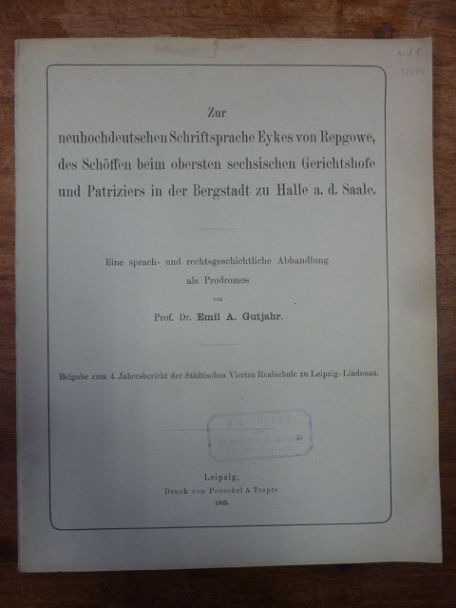 Zur
neuhochdeutschen Schriftsprache Eykes von Repgowe,
des Schöffen beim obersten sechsischen Gerichtshofe
und Patriziers in der Bergstadt zu Halle a. d. Saale.
Eine sprach- und rechtsgeschichtliche Abhandlung
als Prodromos
von
Prof. Dr. Emil A. Gutjahr.
Beigabe zum 4. Jahresbericht der Städtischen Vierten Realschule zu Leipzig-Lindenau.
BIBLIOTHEK
Leipzig,
Druck von Poeschel & Trepte
1905.